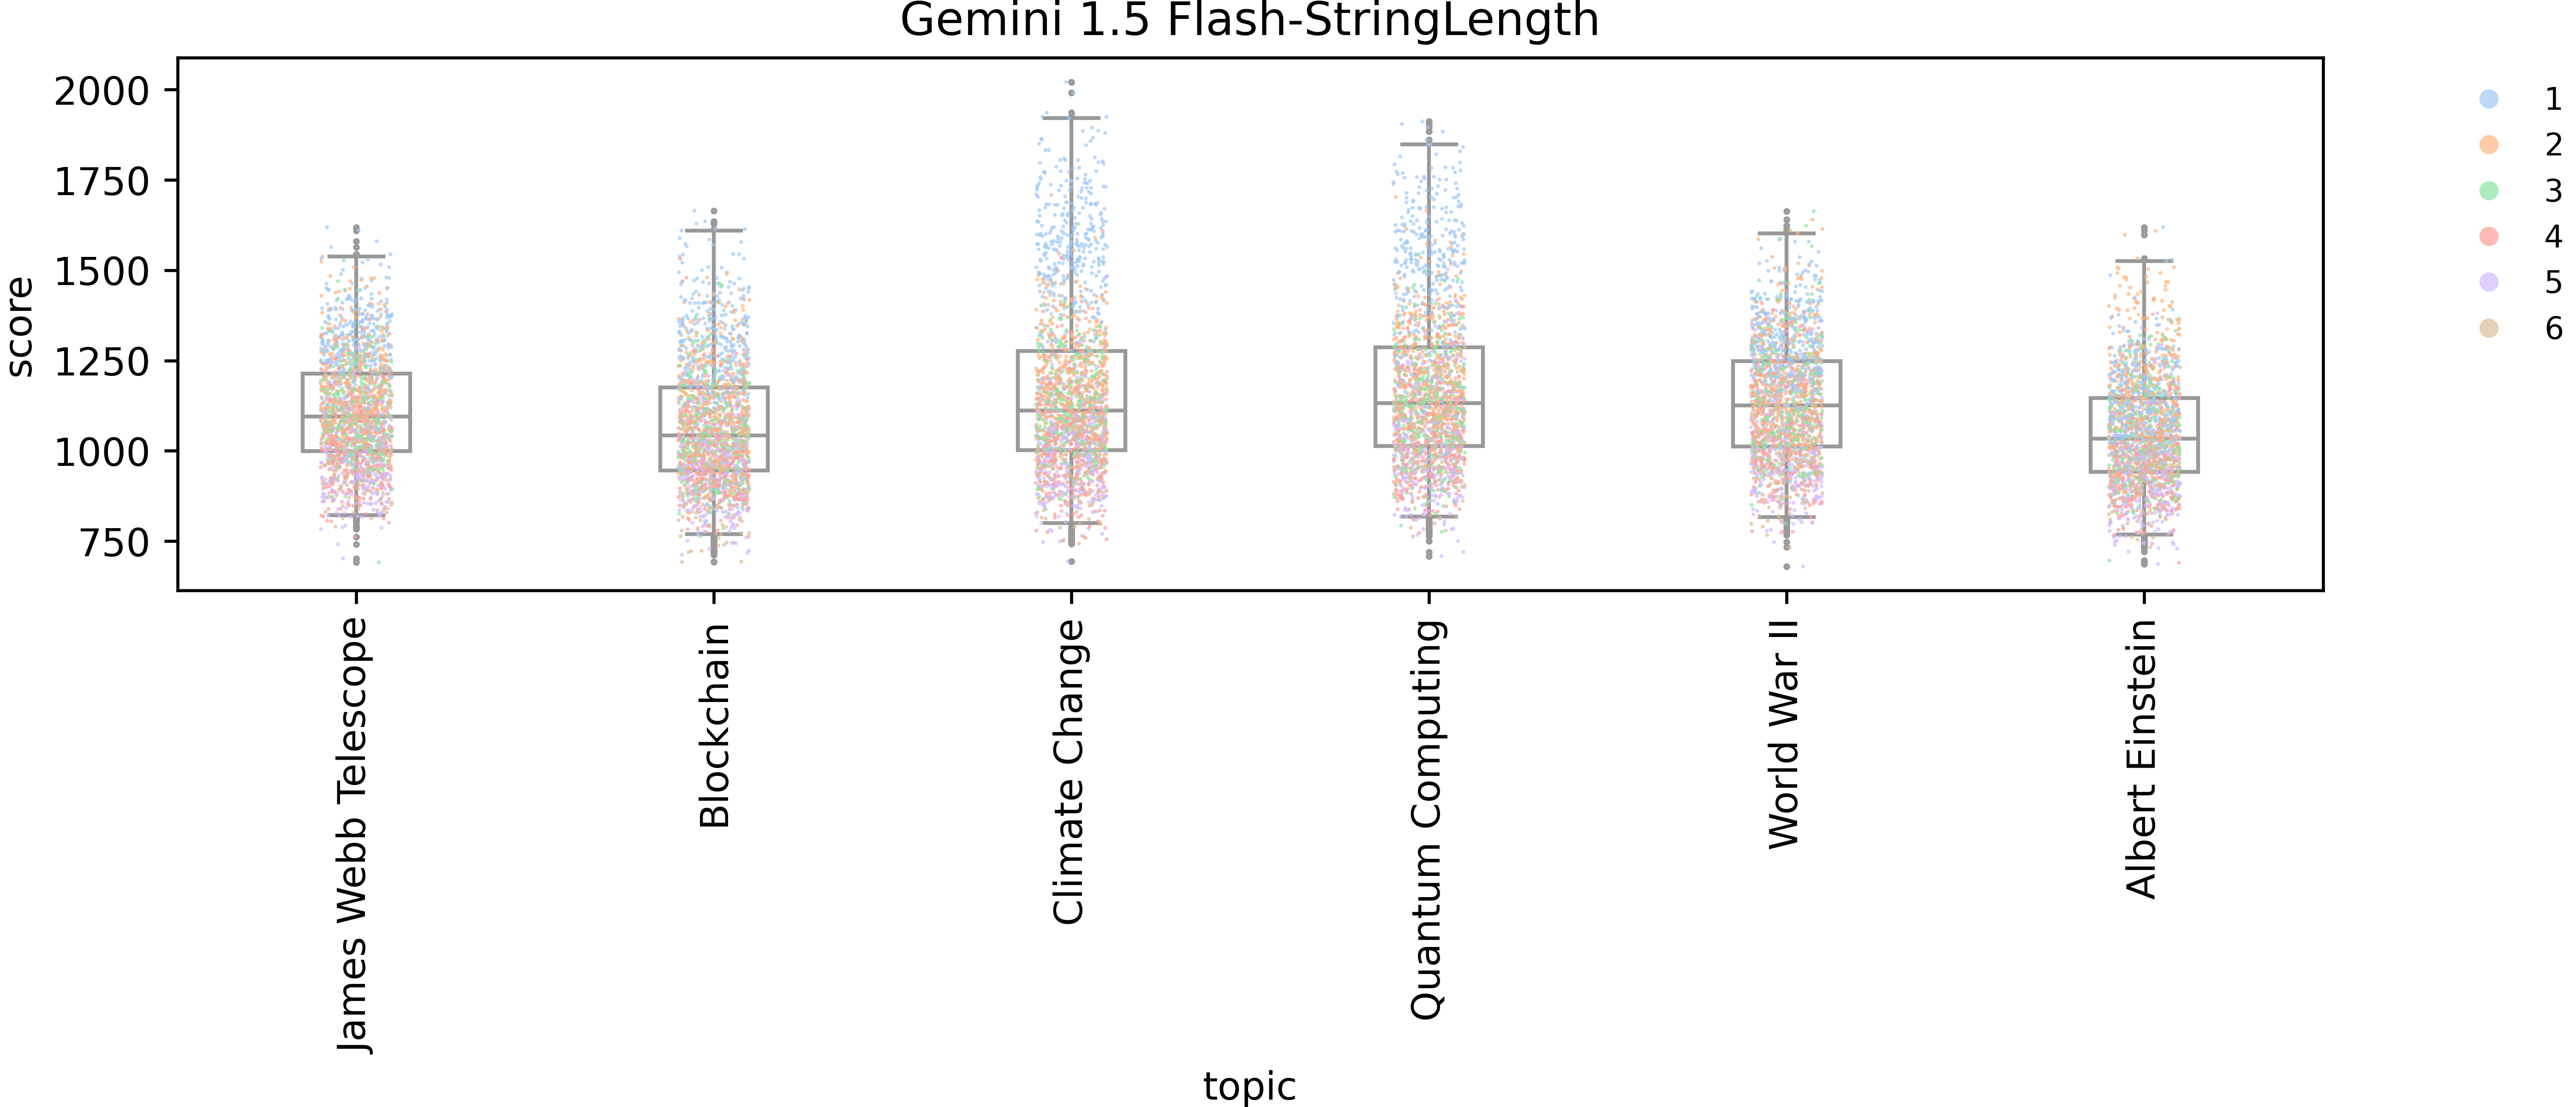 Gemini 1.5 Flash-StringLength
score
2000
1750
1500
1250
1000
750
James Webb Telescope
Blockchain
Climate Change
Quantum Computing
World War II
Albert Einstein
topic
1
2
3
4
5
6